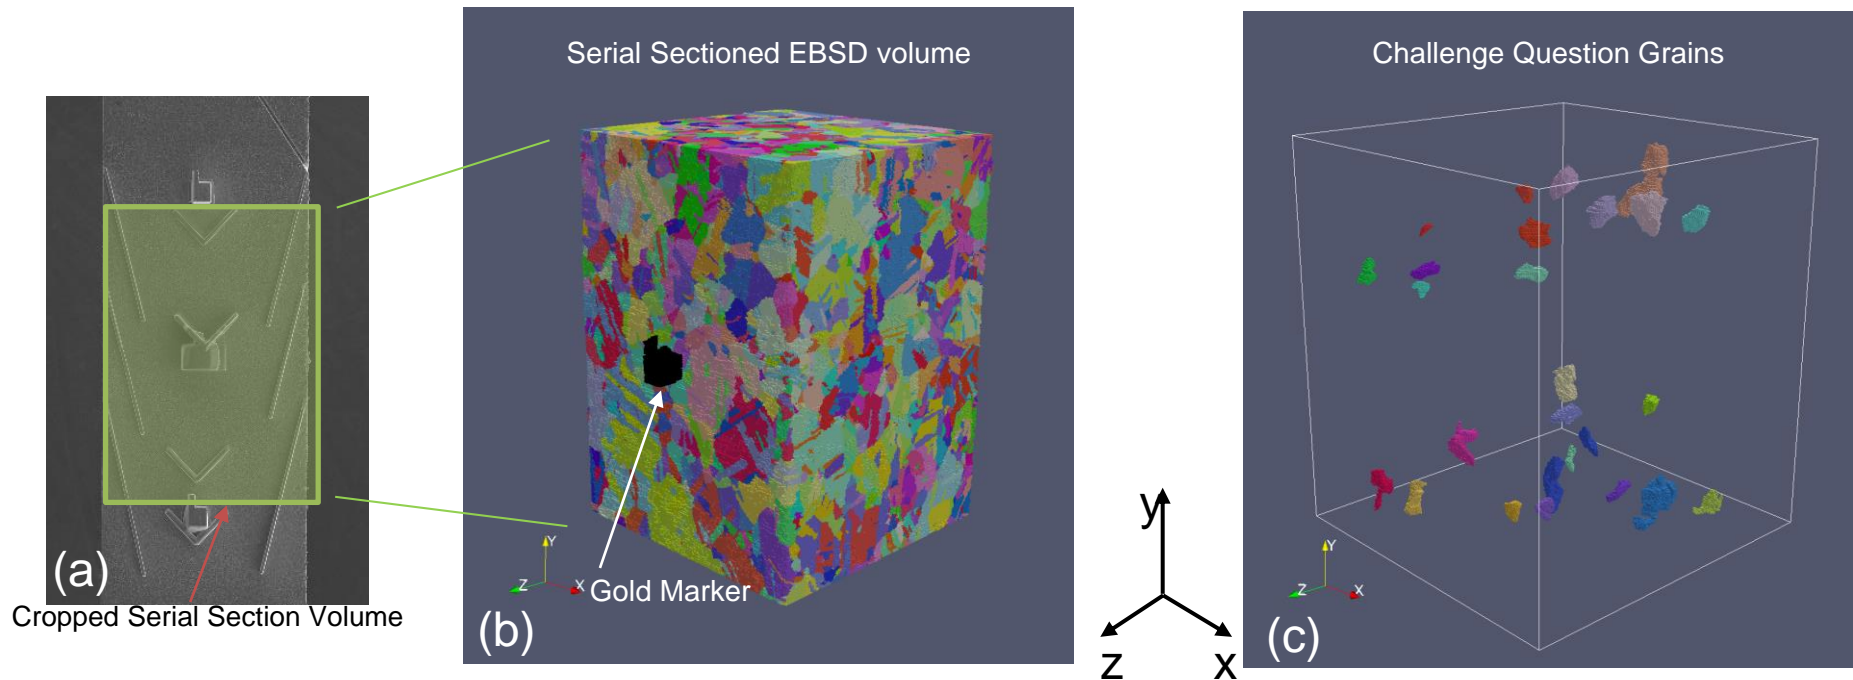 Serial Sectioned EBSD volume
Challenge Question Grains
(a)
Cropped Serial Section Volume
Y
Z
X
Gold Marker
(b)
y
z
x
Y
Z
X
(c)